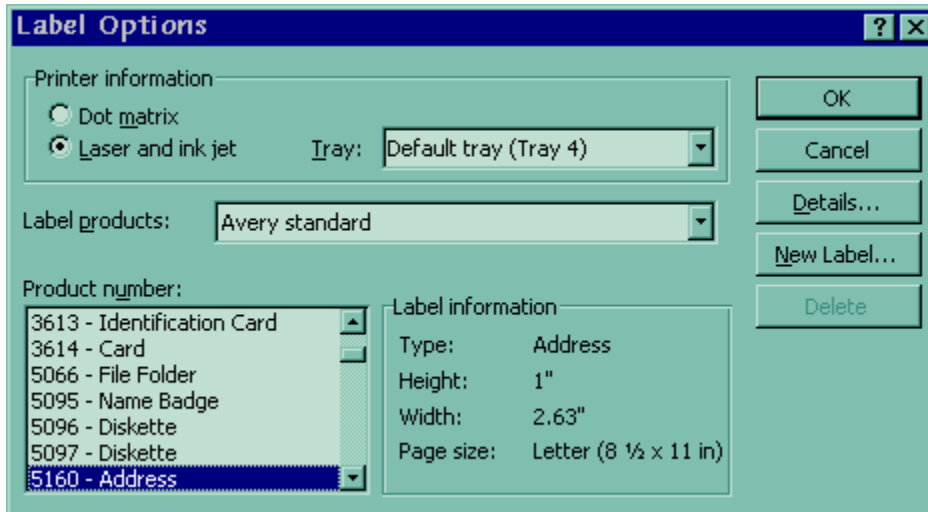 Label Options
Printer information
Dot matrix
Laser and ink jet
Tray:
Default tray (Tray 4)
Label products:
Avery standard
Product number:
3613 - Identification Card
3614 - Card
5066 - File Folder
5095 - Name Badge
5096 - Diskette
5097 - Diskette
5160 - Address
Label information
Type: Address
Height: 1"
Width: 2.63"
Page size: Letter (8 ½ x 11 in)
OK
Cancel
Details...
New Label...
Delete